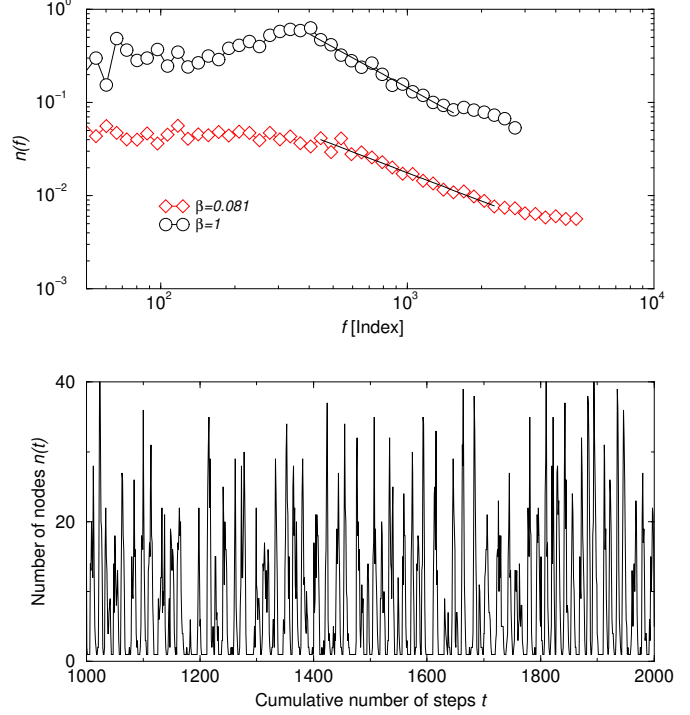 10^0
10^-1
10^-2
10^-3
n(f)
β=0.081
β=1
10^2 10^3 10^4
f [Index]
40
20
0
Number of nodes n(t)
1000 1200 1400 1600 1800 2000
Cumulative number of steps t